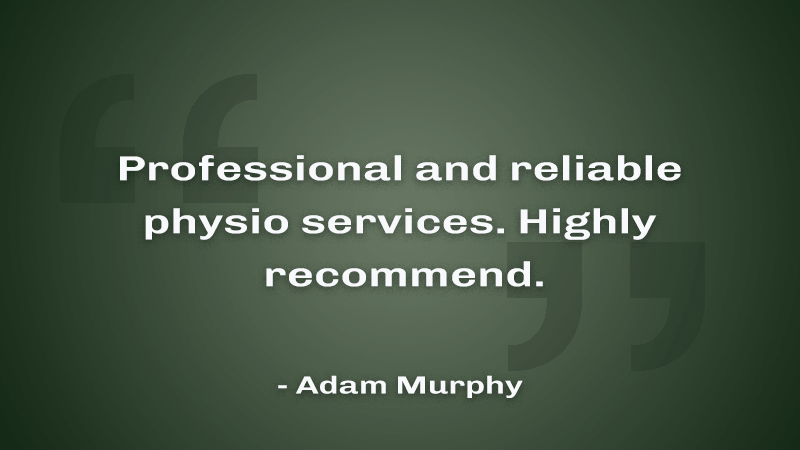 Professional and reliable
physio services. Highly
recommend.
- Adam Murphy